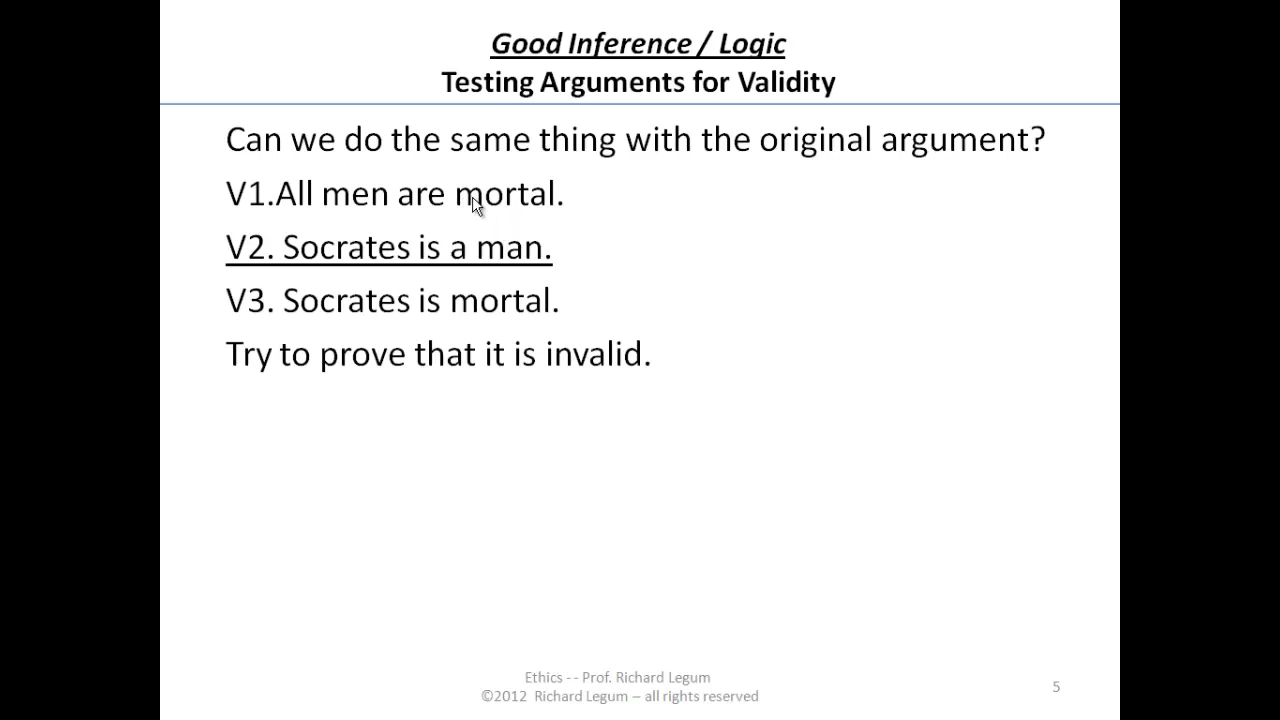 Good Inference / Logic
Testing Arguments for Validity
Can we do the same thing with the original argument?
V1.All men are mortal.
V2. Socrates is a man.
V3. Socrates is mortal.
Try to prove that it is invalid.
Ethics - - Prof. Richard Legum
©2012 Richard Legum – all rights reserved
5